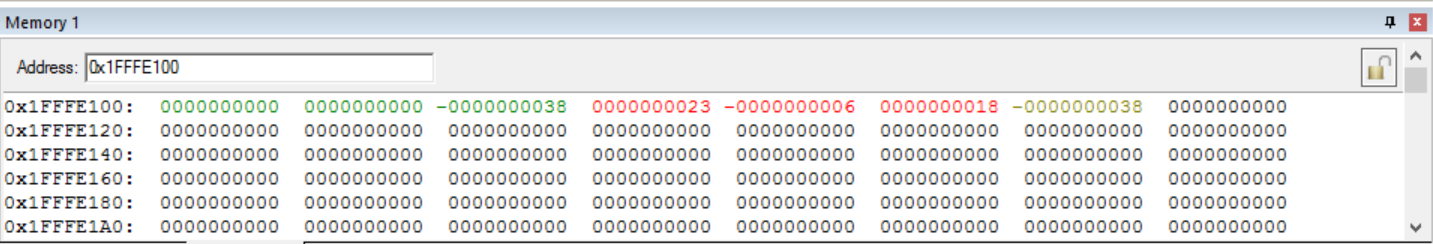 Memory 1
Address: 0x1FFFE100
0x1FFFE100: 0000000000 0000000000 -0000000038 0000000023 -0000000006 0000000018 -0000000038 0000000000
0x1FFFE120: 0000000000 0000000000 0000000000 0000000000 0000000000 0000000000 0000000000 0000000000
0x1FFFE140: 0000000000 0000000000 0000000000 0000000000 0000000000 0000000000 0000000000 0000000000
0x1FFFE160: 0000000000 0000000000 0000000000 0000000000 0000000000 0000000000 0000000000 0000000000
0x1FFFE180: 0000000000 0000000000 0000000000 0000000000 0000000000 0000000000 0000000000 0000000000
0x1FFFE1A0: 0000000000 0000000000 0000000000 0000000000 0000000000 0000000000 0000000000 0000000000